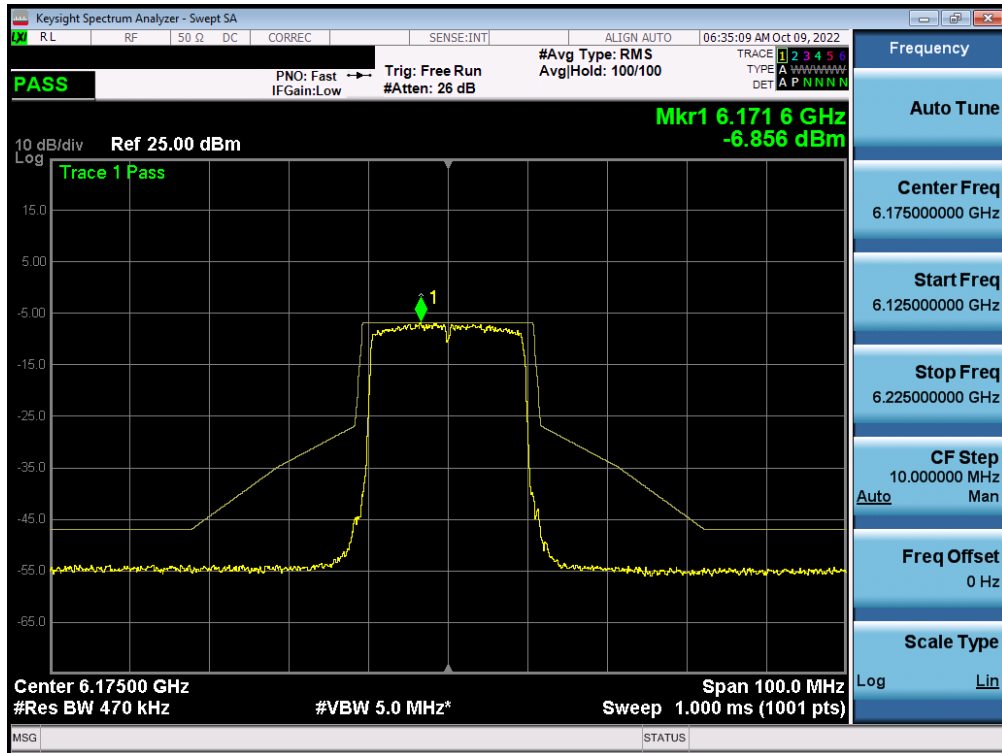 Keysight Spectrum Analyzer - Swept SA
LXI RL RF 50 Ω DC CORREC SENSE:INT ALIGN AUTO 06:35:09 AM Oct 09, 2022
PASS
PNO: Fast
IFGain:Low
Trig: Free Run
#Atten: 26 dB
#Avg Type: RMS
Avg|Hold: 100/100
TRACE 1 2 3 4 5 6
TYPE A WWWWW
DET A P N N N N
Mkr1 6.171 6 GHz
-6.856 dBm
10 dB/div Ref 25.00 dBm
Log
Trace 1 Pass
1
15.0
5.00
-5.00
-15.0
-25.0
-35.0
-45.0
-55.0
-65.0
Center 6.17500 GHz Span 100.0 MHz
#Res BW 470 kHz #VBW 5.0 MHz* Sweep 1.000 ms (1001 pts)
MSG STATUS
Frequency
Auto Tune
Center Freq
6.175000000 GHz
Start Freq
6.125000000 GHz
Stop Freq
6.225000000 GHz
CF Step
10.000000 MHz
Auto Man
Freq Offset
0 Hz
Scale Type
Log Lin